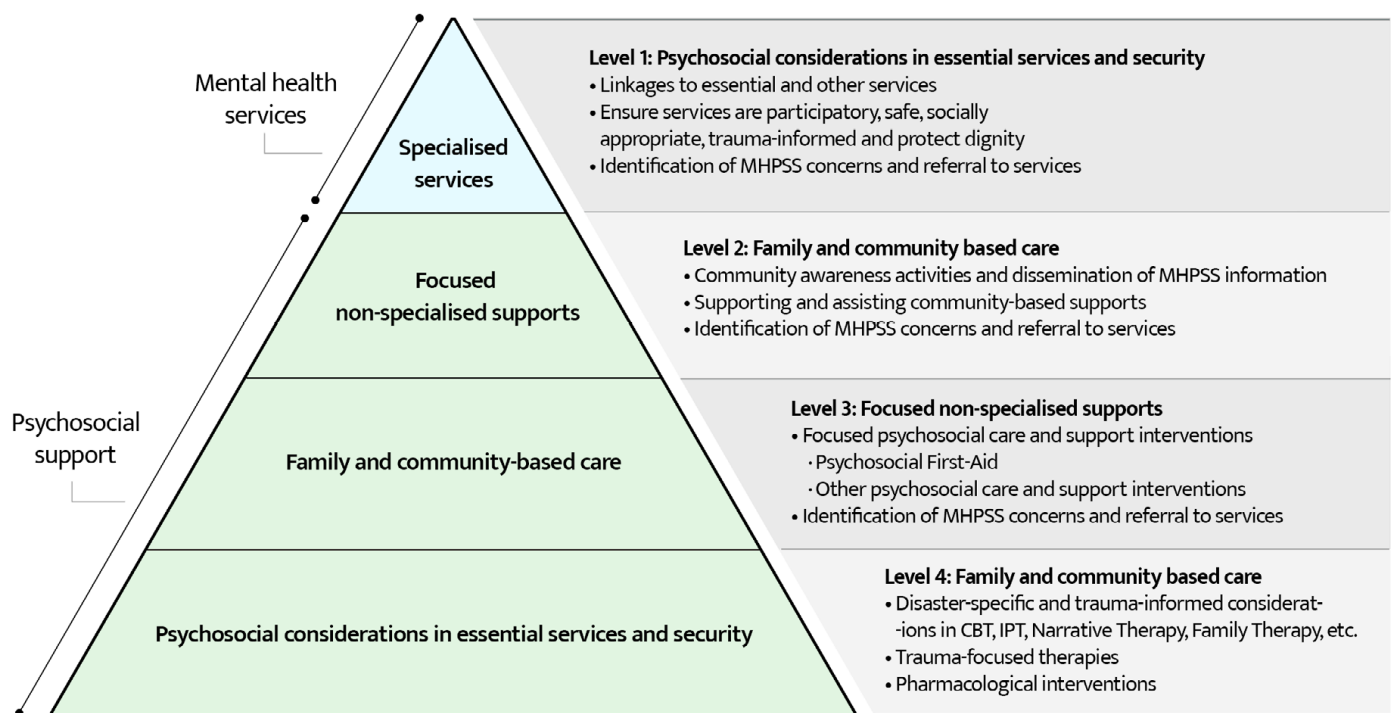 Mental health
services
Psychosocial
support
Specialised
services
Focused
non-specialised supports
Family and community-based care
Psychosocial considerations in essential services and security
Level 1: Psychosocial considerations in essential services and security
• Linkages to essential and other services
• Ensure services are participatory, safe, socially
appropriate, trauma-informed and protect dignity
• Identification of MHPSS concerns and referral to services
Level 2: Family and community based care
• Community awareness activities and dissemination of MHPSS information
• Supporting and assisting community-based supports
• Identification of MHPSS concerns and referral to services
Level 3: Focused non-specialised supports
• Focused psychosocial care and support interventions
· Psychosocial First-Aid
· Other psychosocial care and support interventions
• Identification of MHPSS concerns and referral to services
Level 4: Family and community based care
• Disaster-specific and trauma-informed considerat-
-ions in CBT, IPT, Narrative Therapy, Family Therapy, etc.
• Trauma-focused therapies
• Pharmacological interventions